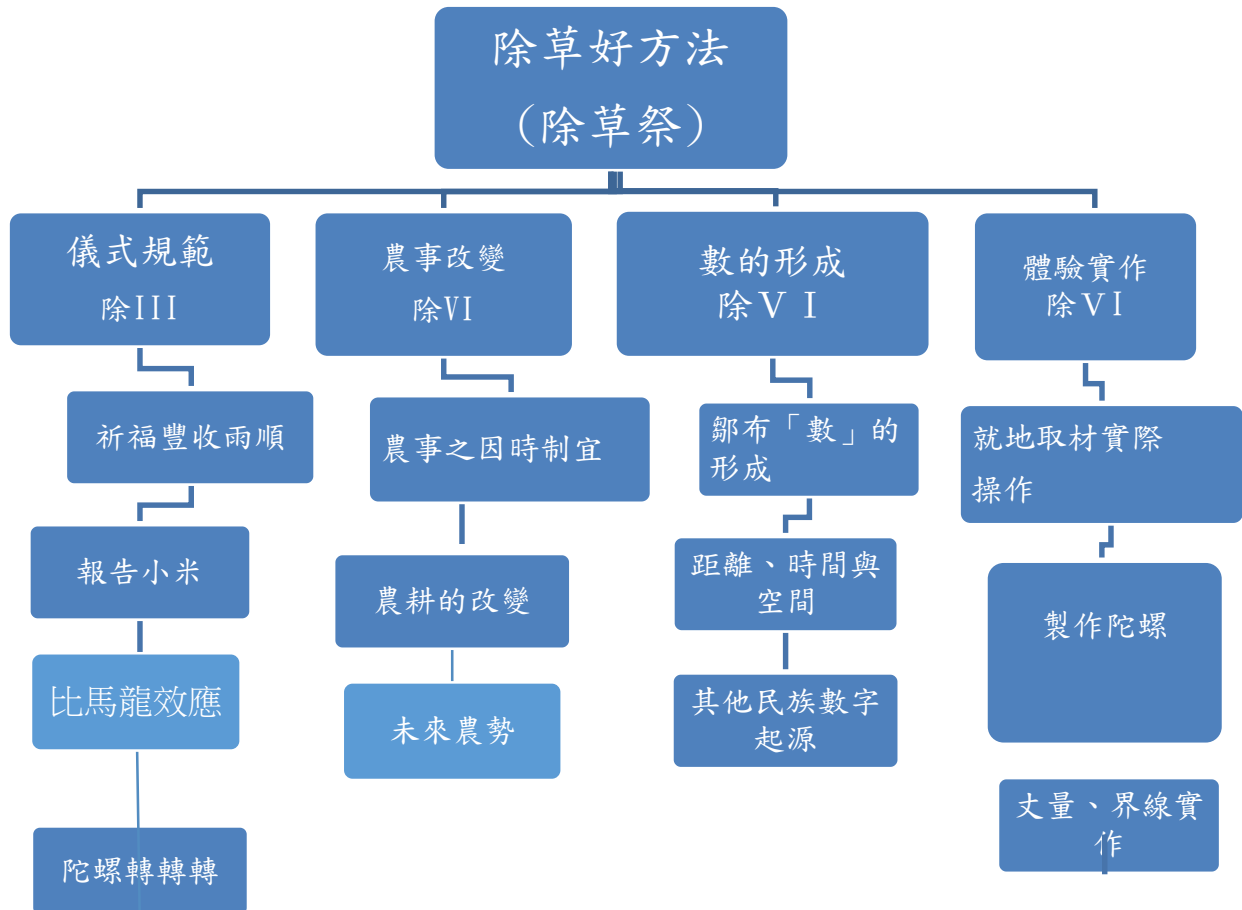 除草好方法
(除草祭)
儀式規範
除III
農事改變
除VI
數的形成
除ＶＩ
體驗實作
除ＶI
祈福豐收雨順
農事之因時制宜
鄒布「數」的
形成
就地取材實際
操作
報告小米
農耕的改變
距離、時間與
空間
製作陀螺
比馬龍效應
未來農勢
其他民族數字
起源
丈量、界線實
作
陀螺轉轉轉